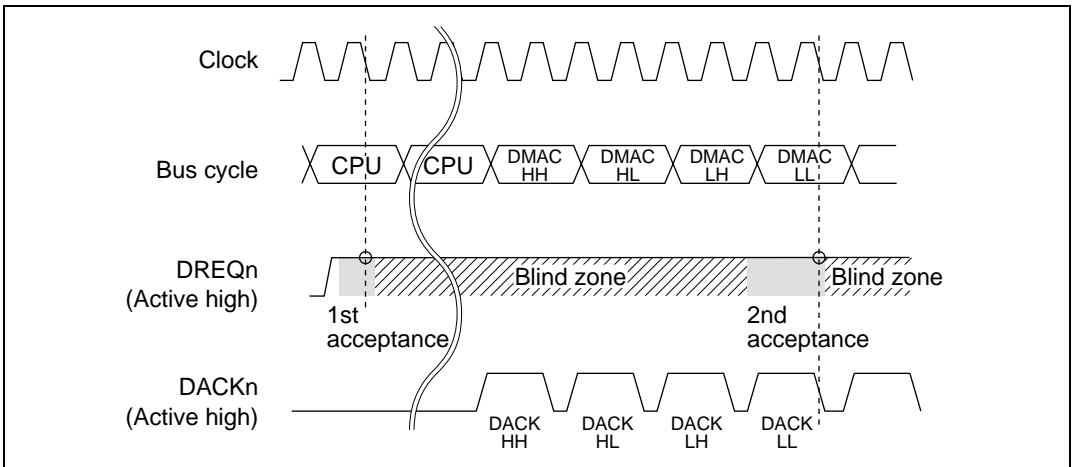 Clock
Bus cycle
CPU
CPU
DMAC
HH
DMAC
HL
DMAC
LH
DMAC
LL
DREQn
(Active high)
Blind zone
Blind zone
1st
acceptance
2nd
acceptance
DACKn
(Active high)
DACK
HH
DACK
HL
DACK
LH
DACK
LL